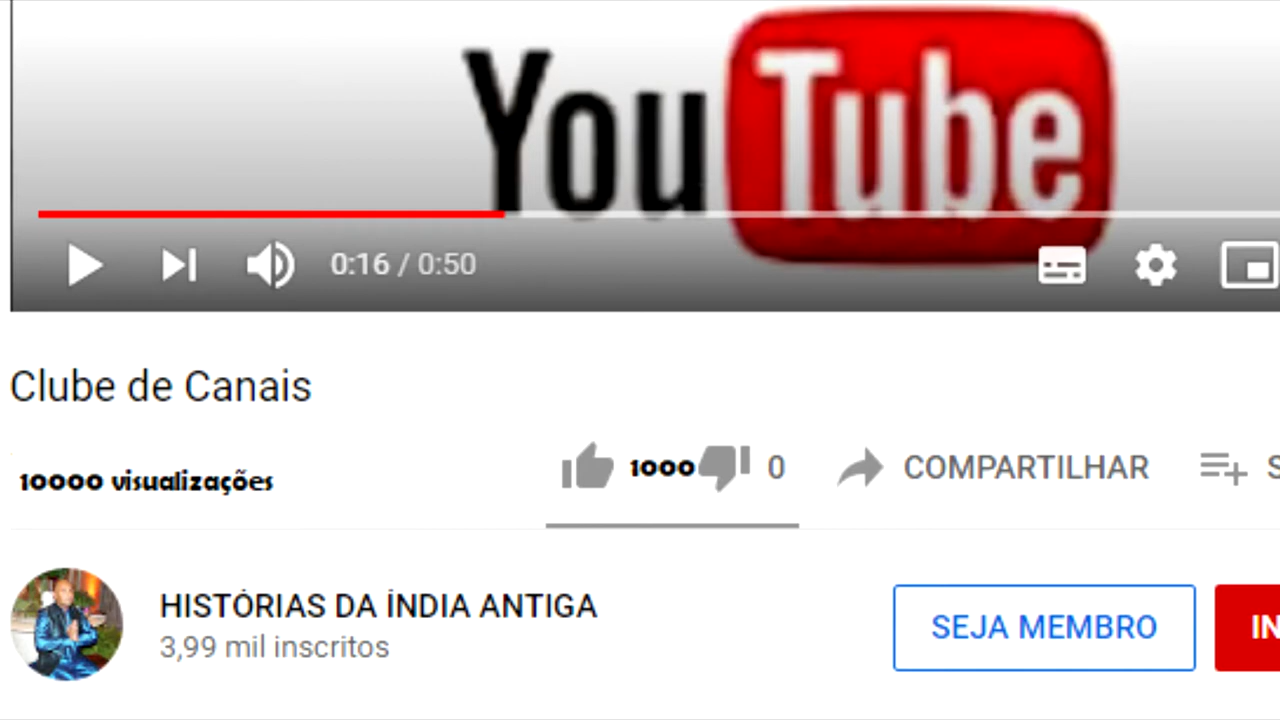 YouTube
0:16 / 0:50
Clube de Canais
10000 visualizações
1000 0 COMPARTILHAR S
HISTÓRIAS DA ÍNDIA ANTIGA
3,99 mil inscritos
SEJA MEMBRO IN